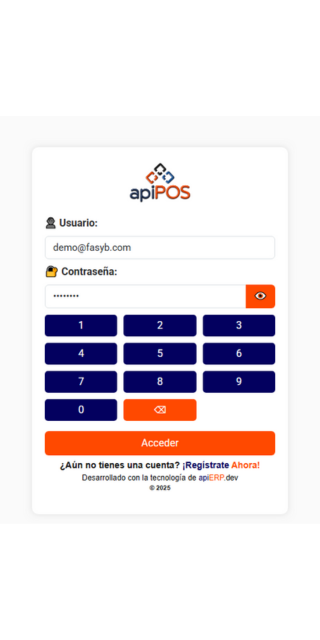 apiPOS
Usuario:
demo@fasyb.com
Contraseña:
••••••••
1 2 3
4 5 6
7 8 9
0 ⌫
Acceder
¿Aún no tienes una cuenta? ¡Regístrate Ahora!
Desarrollado con la tecnología de apiERP.dev
© 2025